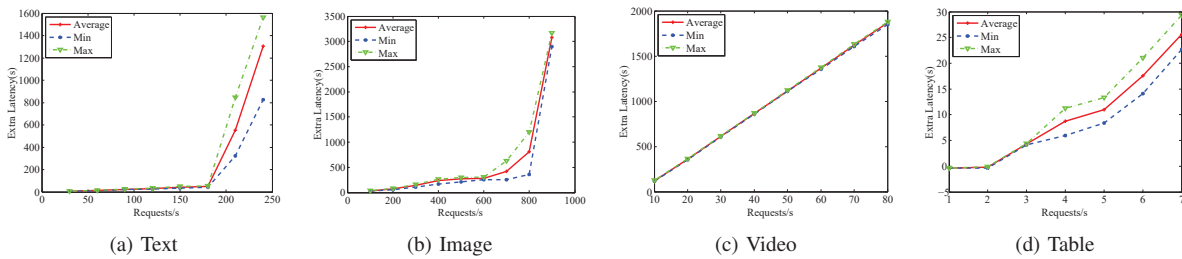 1600
1400
1200
1000
800
600
400
200
0
0 50 100 150 200 250
Extra Latency(s)
Requests/s
Average
Min
Max
(a) Text
3500
3000
2500
2000
1500
1000
500
0
0 200 400 600 800 1000
Extra Latency(s)
Requests/s
Average
Min
Max
(b) Image
2000
1500
1000
500
0
10 20 30 40 50 60 70 80
Extra Latency(s)
Requests/s
Average
Min
Max
(c) Video
30
25
20
15
10
5
0
−5
1 2 3 4 5 6 7
Extra Latency(s)
Requests/s
Average
Min
Max
(d) Table